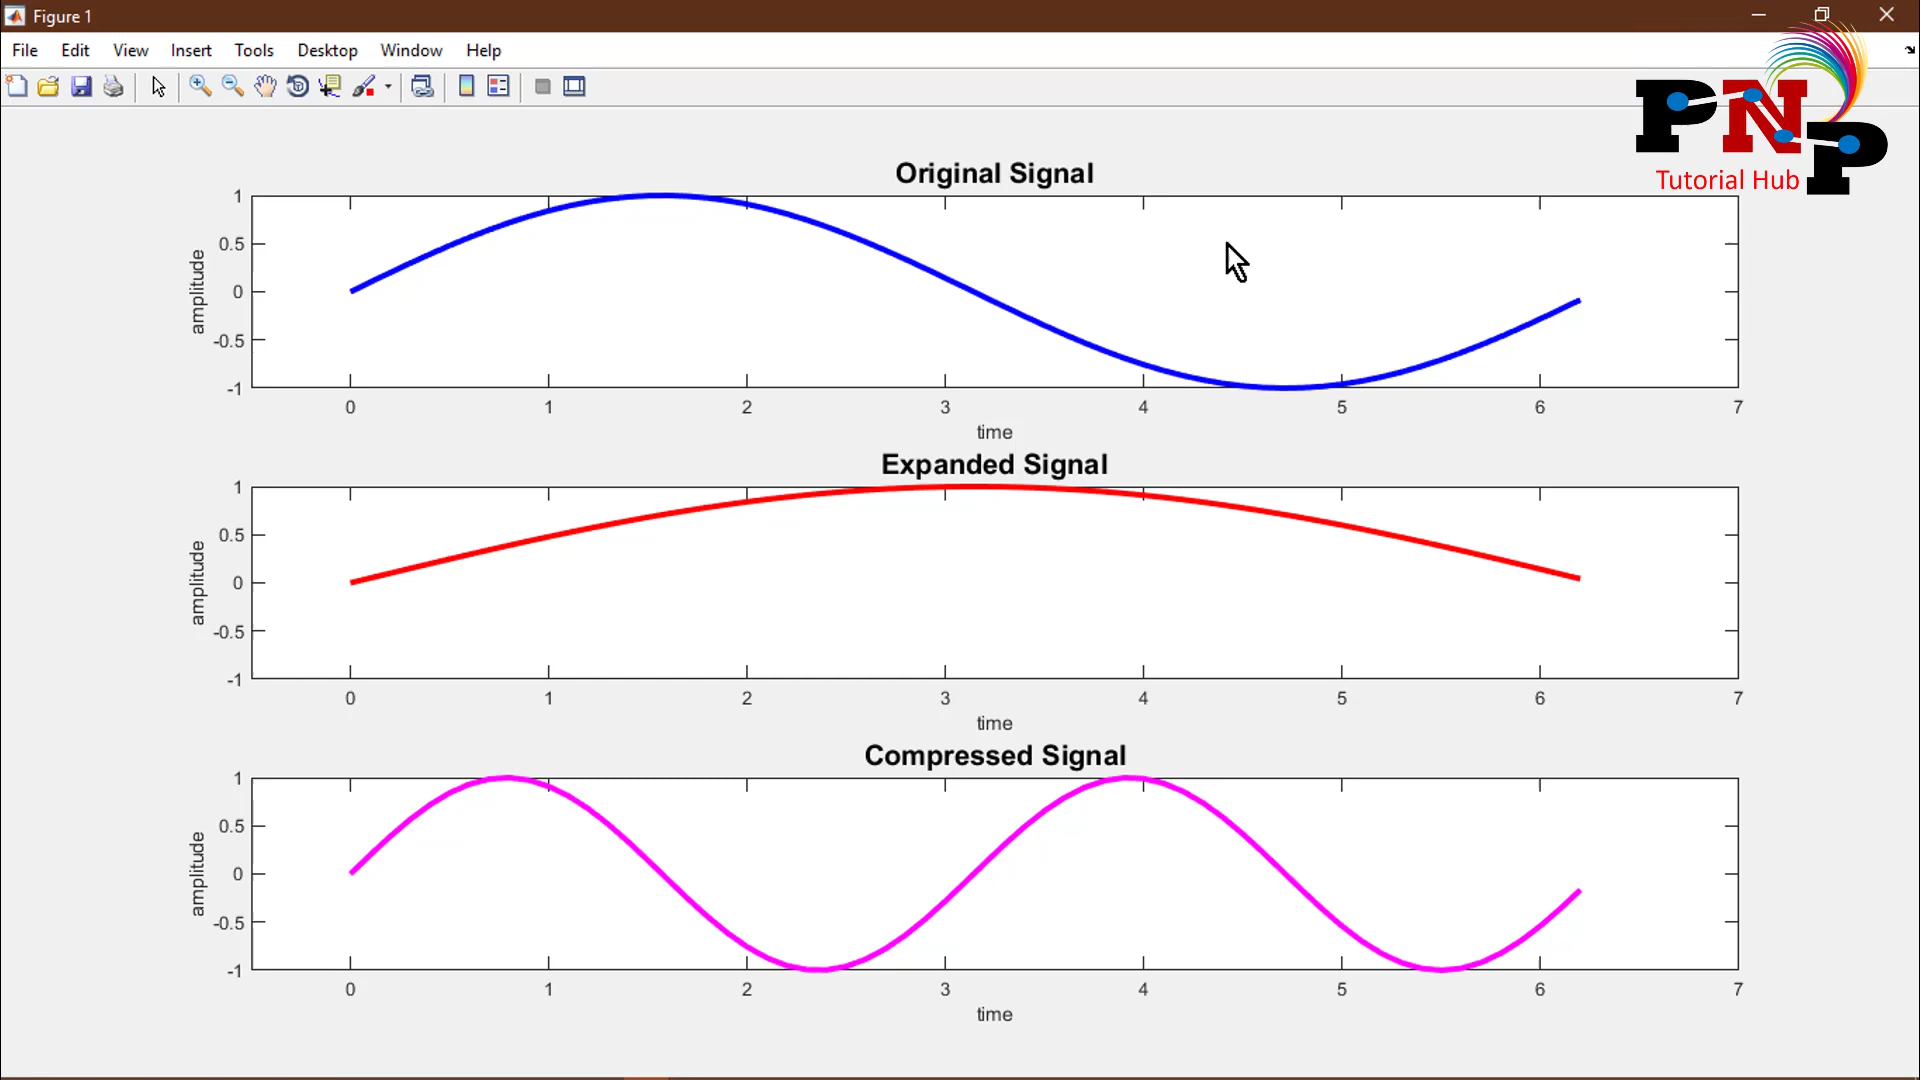 Figure 1
File Edit View Insert Tools Desktop Window Help
PNP
Tutorial Hub
Original Signal
1
0.5
0
-0.5
-1
amplitude
0 1 2 3 4 5 6 7
time
Expanded Signal
1
0.5
0
-0.5
-1
amplitude
0 1 2 3 4 5 6 7
time
Compressed Signal
1
0.5
0
-0.5
-1
amplitude
0 1 2 3 4 5 6 7
time